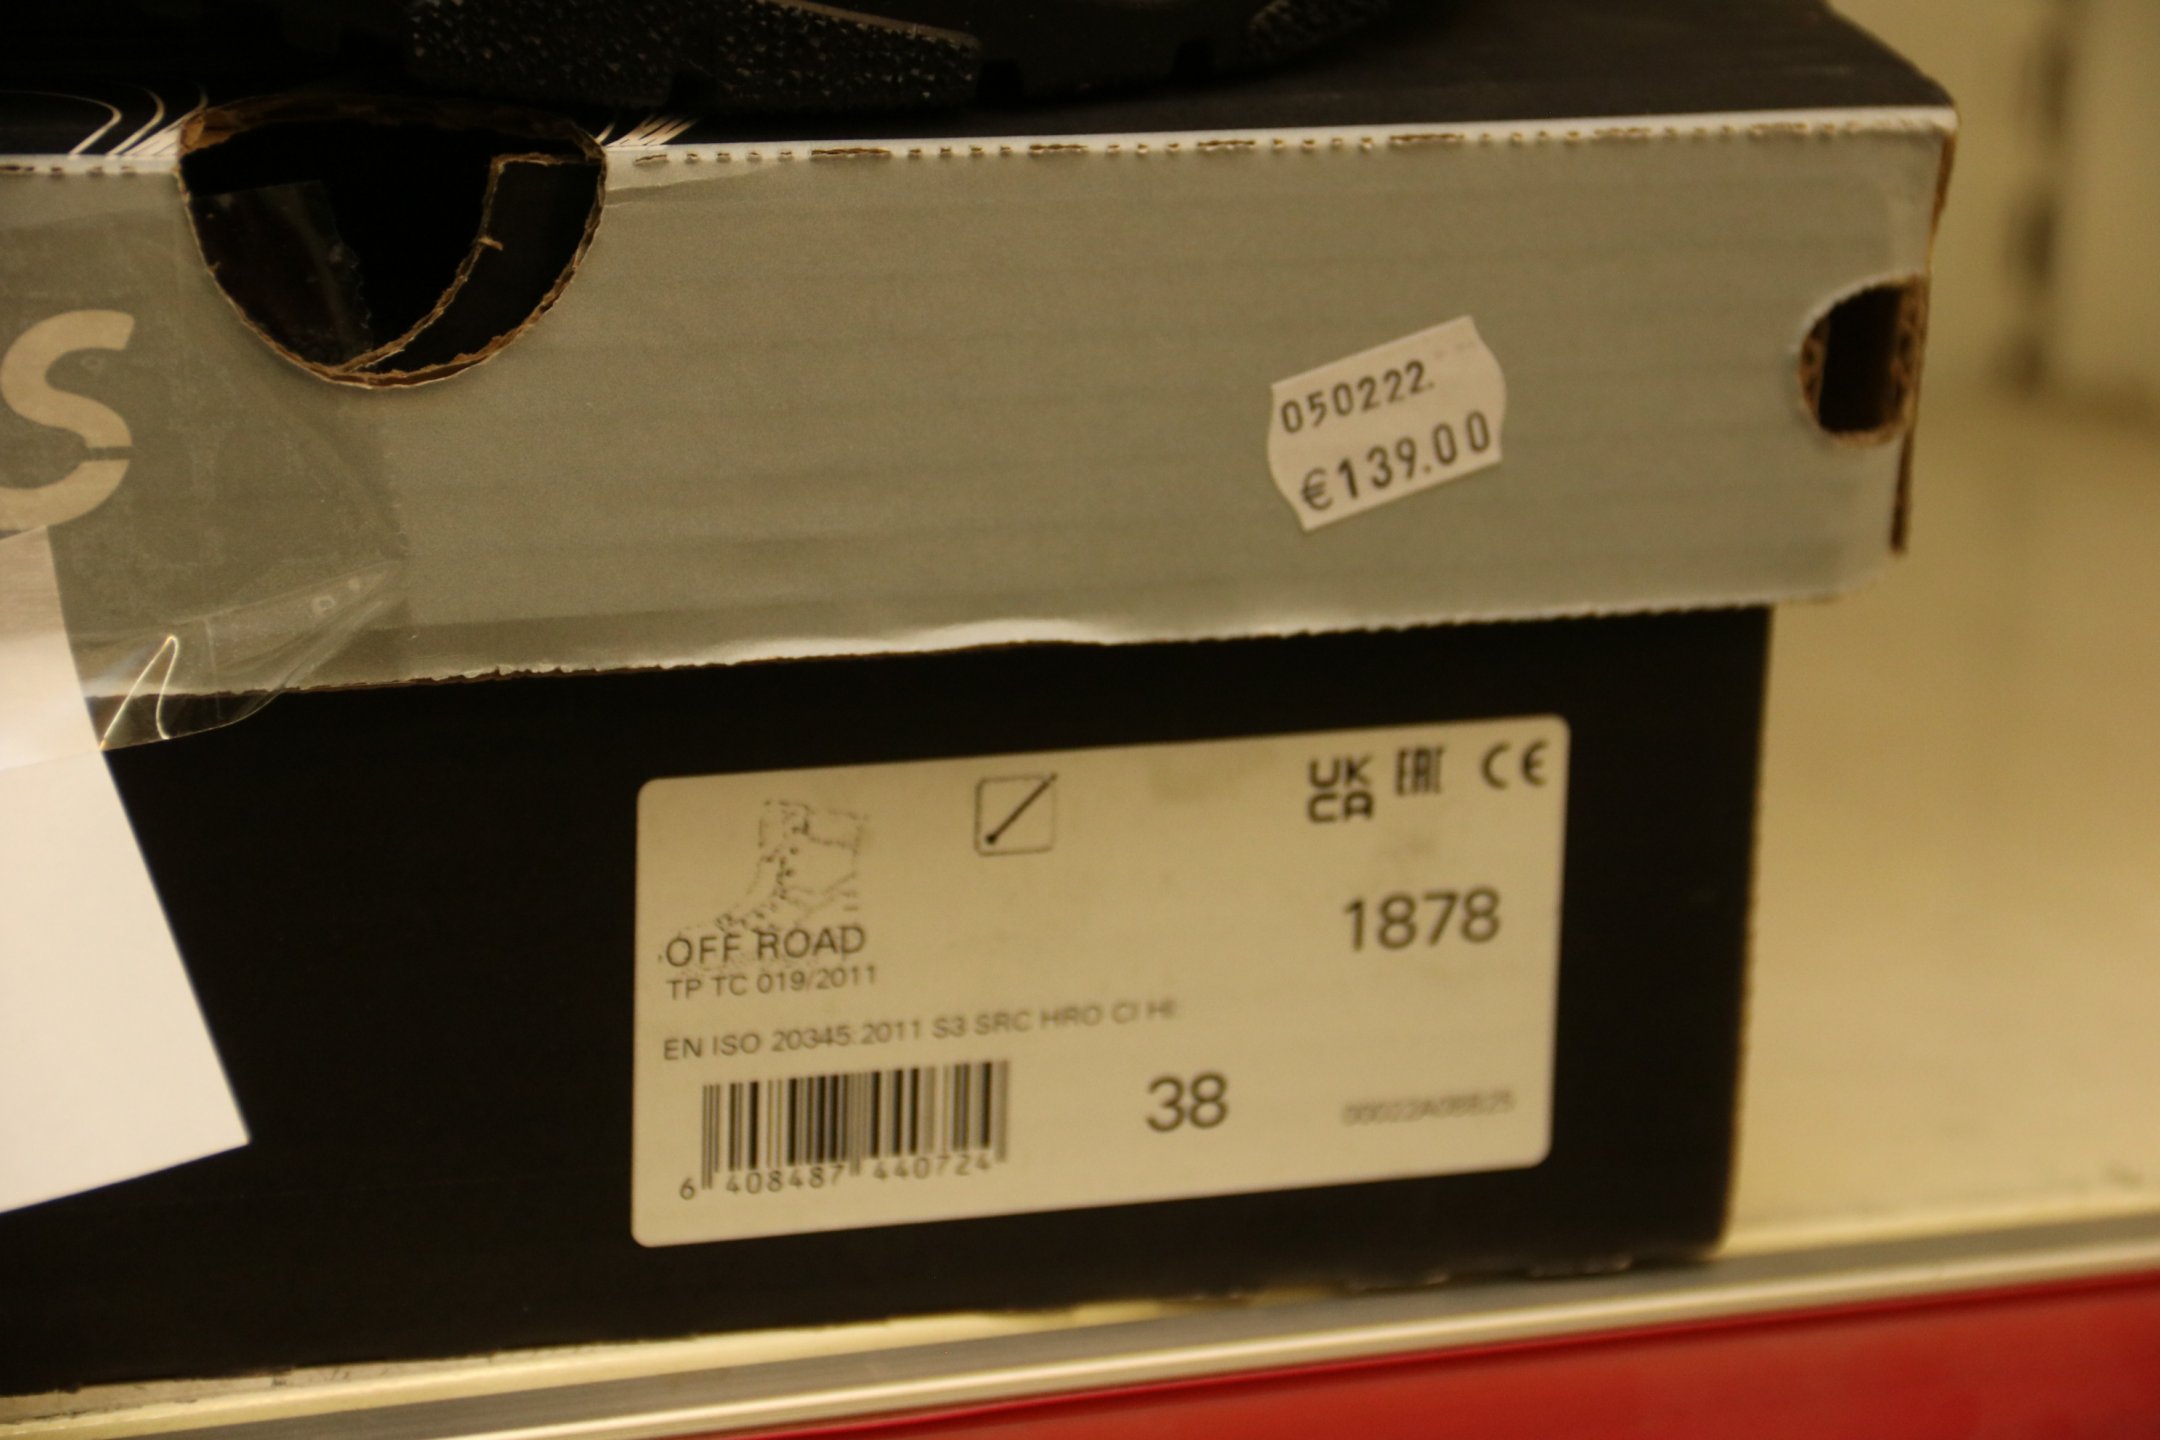 S
050222.
€139.00
UK
CA
EAC
CE
1878
OFF ROAD
TP TC 019/2011
EN ISO 20345:2011 S3 SRC HRO CI HI
38
6 408487 440724